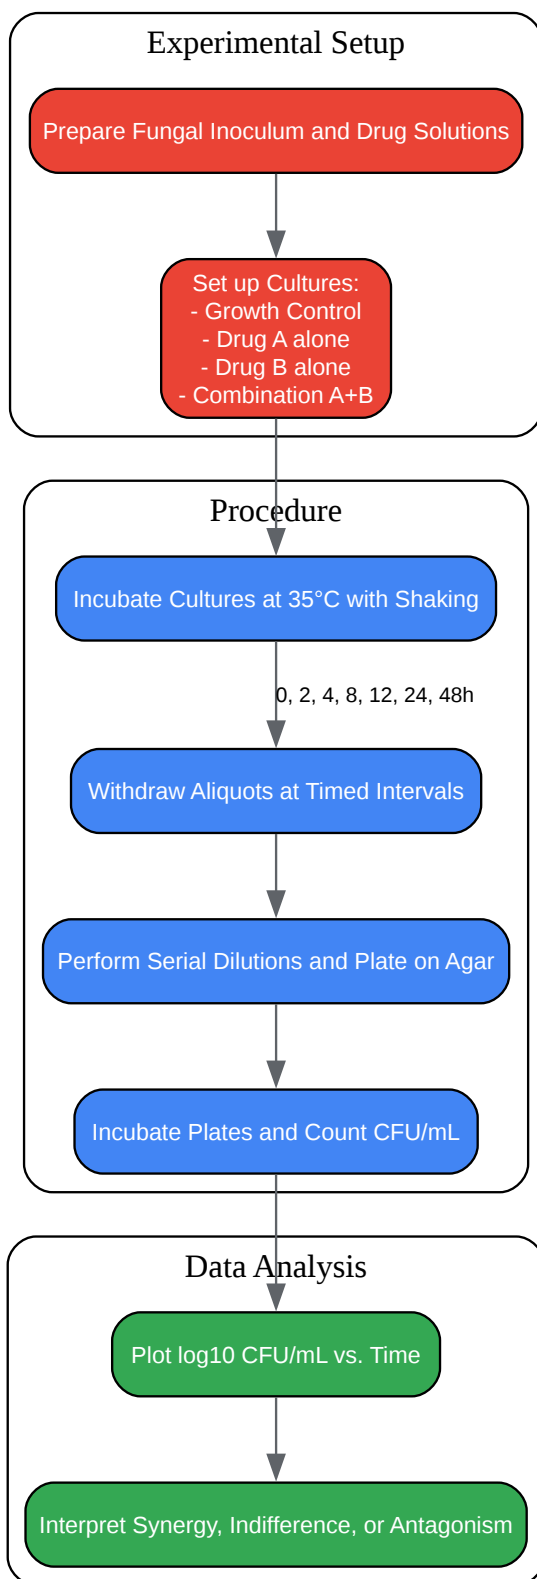 Experimental Setup
Prepare Fungal Inoculum and Drug Solutions
Set up Cultures:
- Growth Control
- Drug A alone
- Drug B alone
- Combination A+B
Procedure
Incubate Cultures at 35°C with Shaking
0, 2, 4, 8, 12, 24, 48h
Withdraw Aliquots at Timed Intervals
Perform Serial Dilutions and Plate on Agar
Incubate Plates and Count CFU/mL
Data Analysis
Plot log10 CFU/mL vs. Time
Interpret Synergy, Indifference, or Antagonism